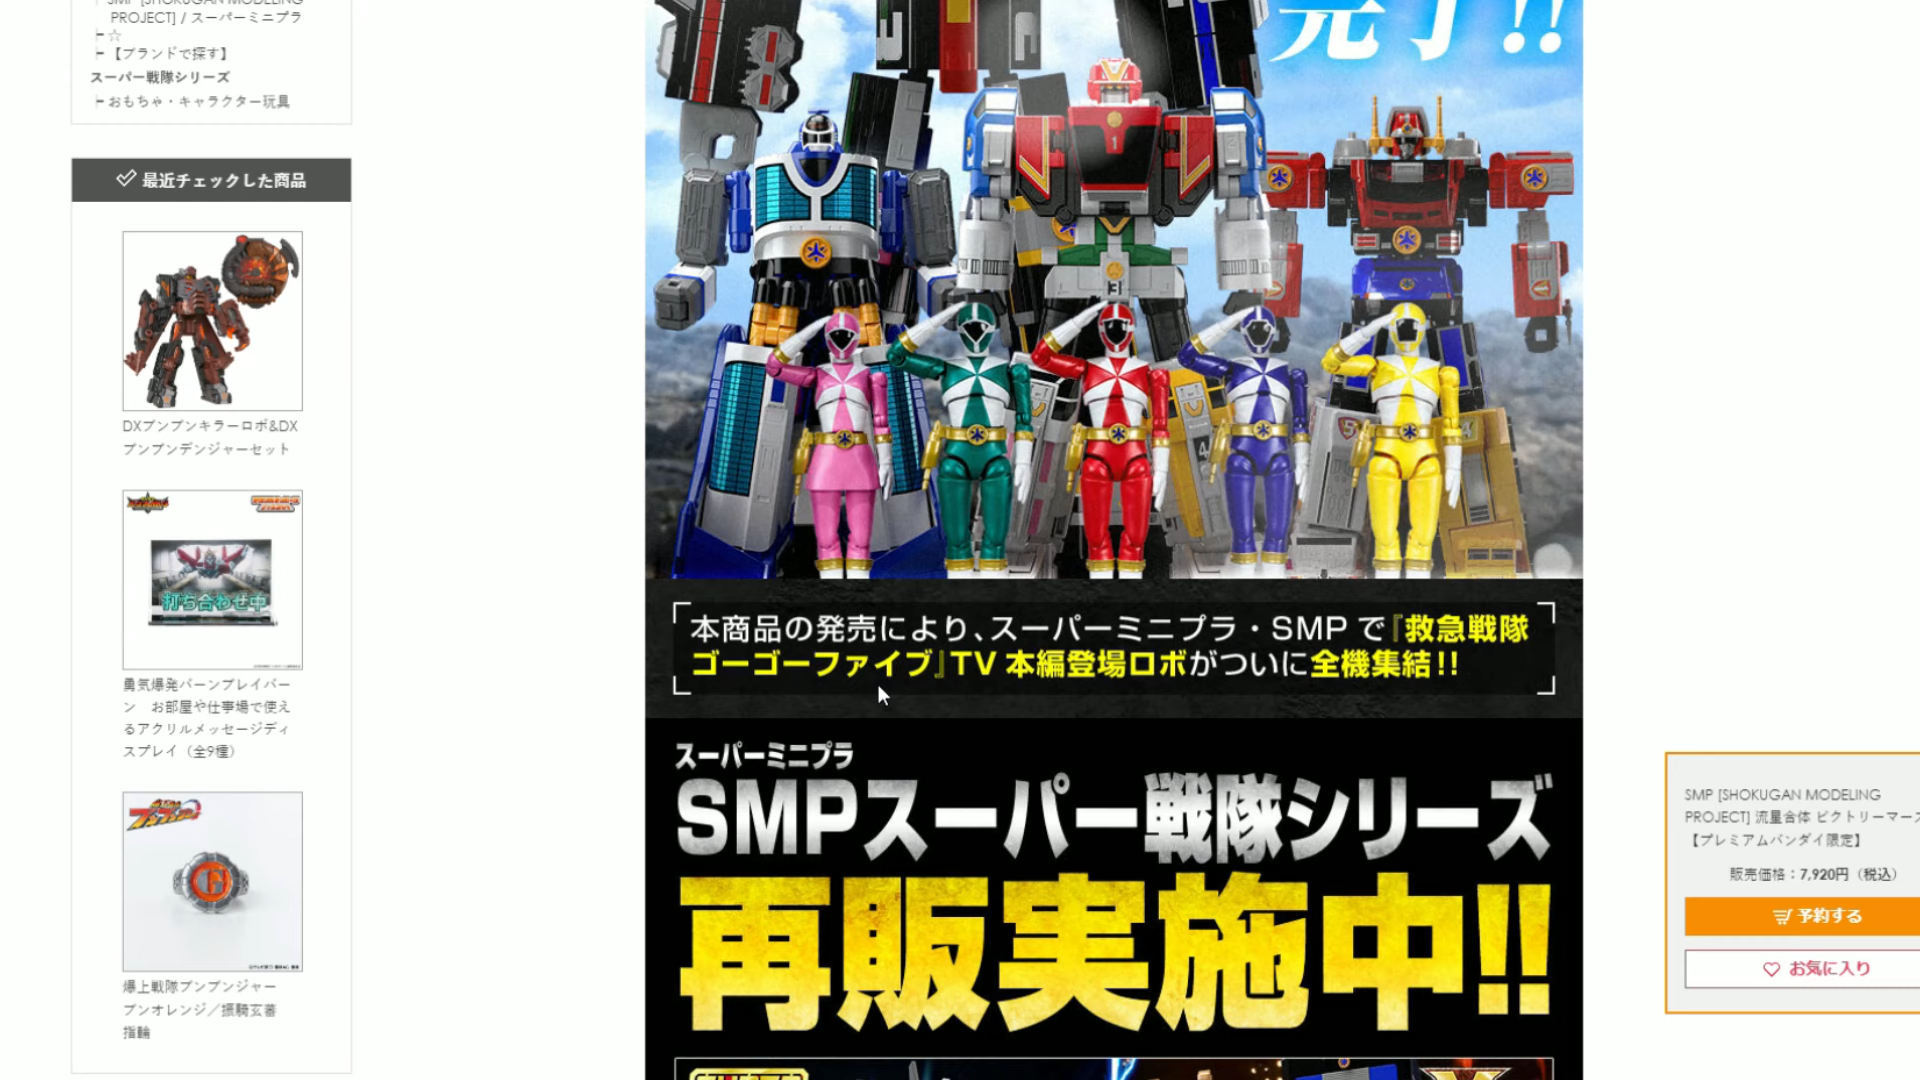 SMP [SHOKUGAN MODELING
PROJECT] / スーパーミニプラ
┣ ☆
┣ 【ブランドで探す】
スーパー戦隊シリーズ
┣ おもちゃ・キャラクター玩具
最近チェックした商品
DXブンブンキラーロボ&DX
ブンブンデンジャーセット
打ち合わせ中
勇気爆発バーンブレイバー
ン　お部屋や仕事場で使え
るアクリルメッセージディ
スプレイ（全9種）
爆上戦隊ブンブンジャー
ブンオレンジ／振騎玄蕃
指輪
完了!!
本商品の発売により、スーパーミニプラ・SMP で『救急戦隊
ゴーゴーファイブ』TV 本編登場ロボがついに全機集結!!
スーパーミニプラ
SMPスーパー戦隊シリーズ
再販実施中!!
SMP [SHOKUGAN MODELING
PROJECT] 流星合体 ビクトリーマーズ
【プレミアムバンダイ限定】
販売価格：7,920円（税込）
予約する
お気に入り